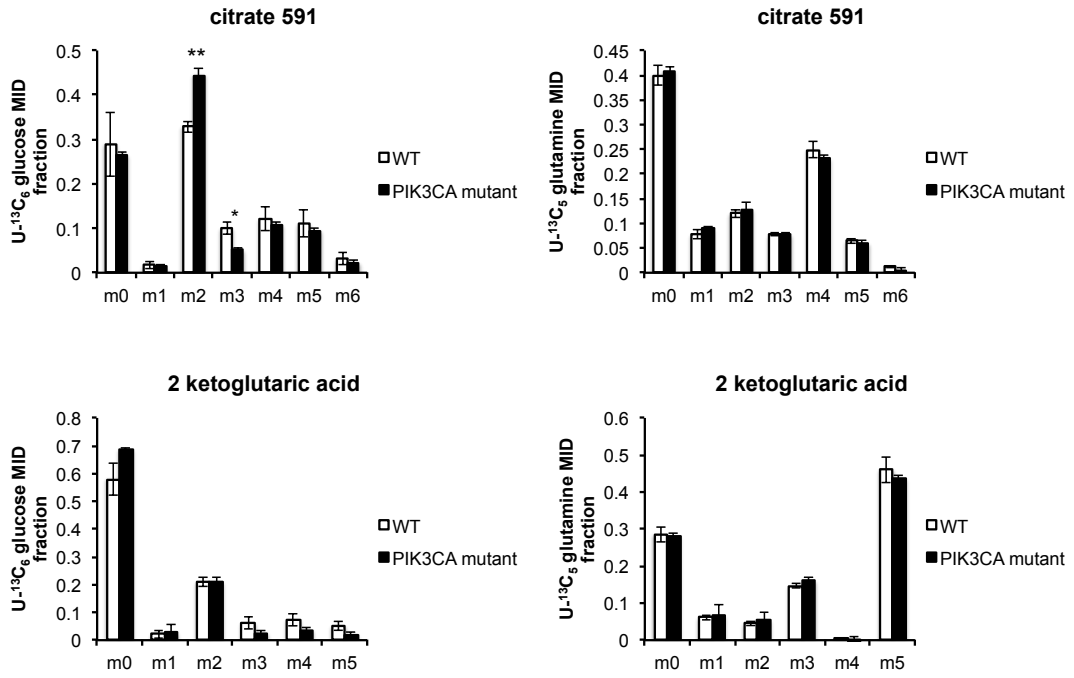 citrate 591
U-¹³C₆ glucose MID
fraction
0.5
0.4
0.3
0.2
0.1
0
**
*
m0 m1 m2 m3 m4 m5 m6
WT
PIK3CA mutant
citrate 591
U-¹³C₅ glutamine MID
fraction
0.45
0.4
0.35
0.3
0.25
0.2
0.15
0.1
0.05
0
m0 m1 m2 m3 m4 m5 m6
WT
PIK3CA mutant
2 ketoglutaric acid
U-¹³C₆ glucose MID
fraction
0.8
0.7
0.6
0.5
0.4
0.3
0.2
0.1
0
m0 m1 m2 m3 m4 m5
WT
PIK3CA mutant
2 ketoglutaric acid
U-¹³C₅ glutamine MID
fraction
0.6
0.5
0.4
0.3
0.2
0.1
0
m0 m1 m2 m3 m4 m5
WT
PIK3CA mutant